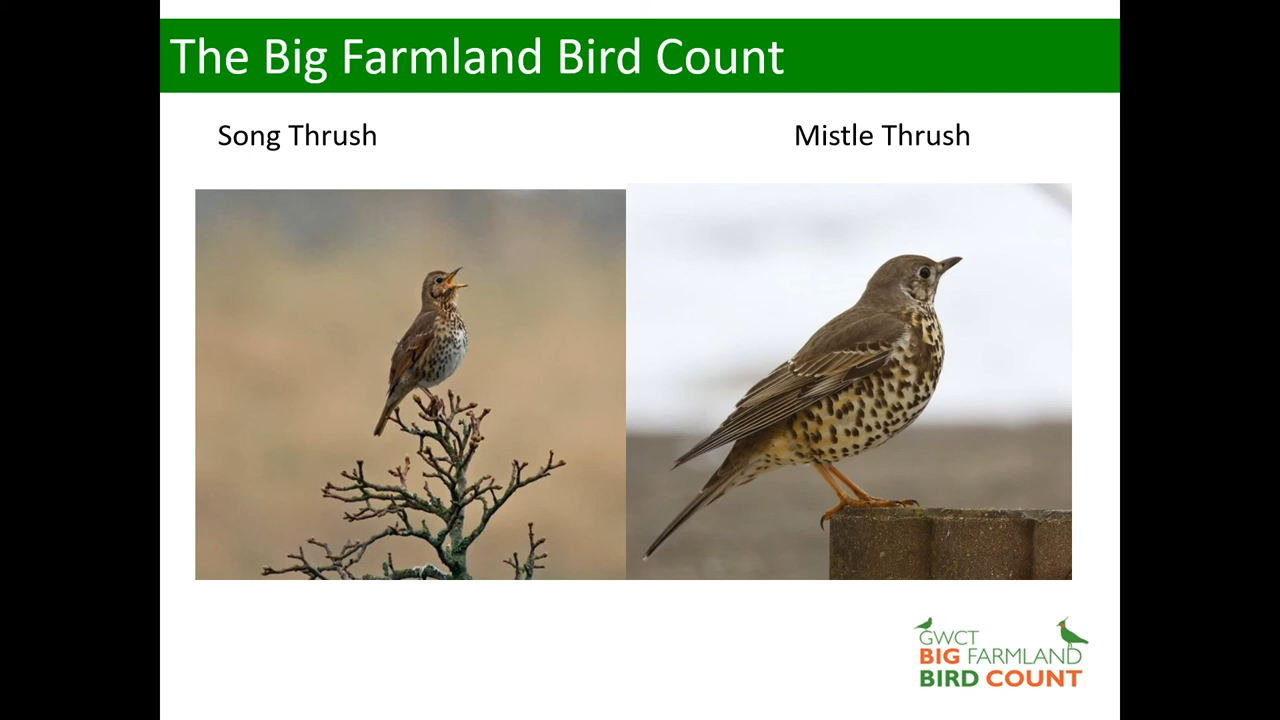 The Big Farmland Bird Count
Song Thrush
Mistle Thrush
GWCT
BIG FARMLAND
BIRD COUNT